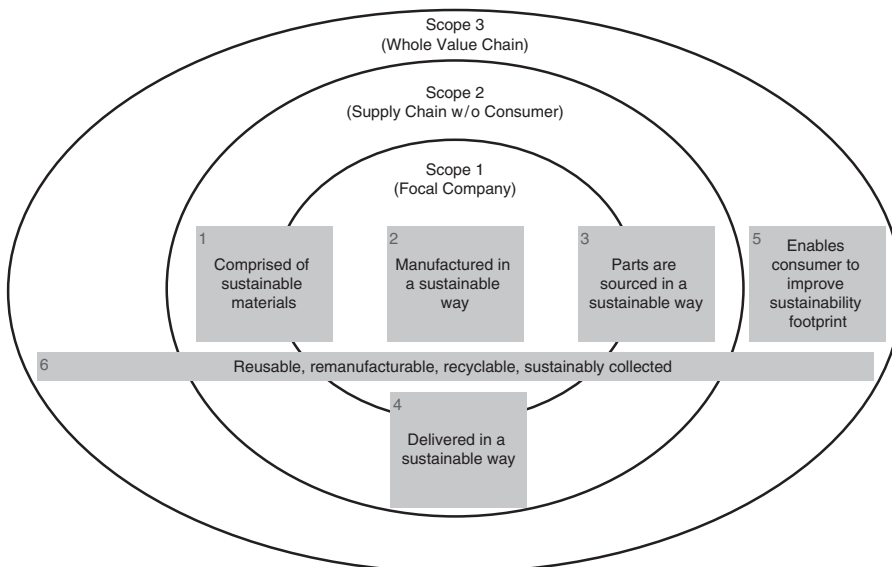 Scope 3
(Whole Value Chain)
Scope 2
(Supply Chain w/o Consumer)
Scope 1
(Focal Company)
1
Comprised of
sustainable
materials
2
Manufactured in
a sustainable
way
3
Parts are
sourced in a
sustainable way
5
Enables
consumer to
improve
sustainability
footprint
6
Reusable, remanufacturable, recyclable, sustainably collected
4
Delivered in a
sustainable way